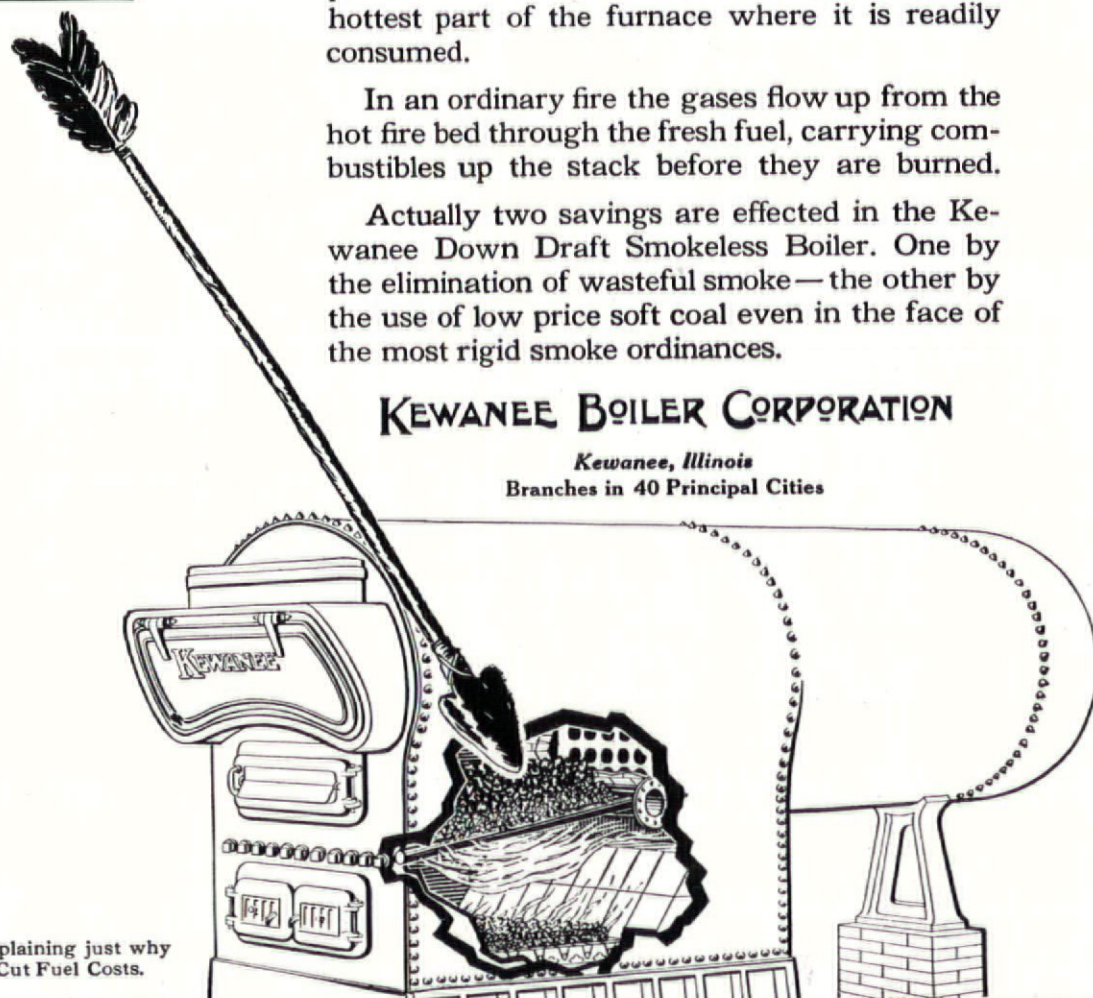 hottest part of the furnace where it is readily
consumed.
In an ordinary fire the gases flow up from the
hot fire bed through the fresh fuel, carrying com-
bustibles up the stack before they are burned.
Actually two savings are effected in the Ke-
wanee Down Draft Smokeless Boiler. One by
the elimination of wasteful smoke—the other by
the use of low price soft coal even in the face of
the most rigid smoke ordinances.
KEWANEE BOILER CORPORATION
Kewanee, Illinois
Branches in 40 Principal Cities
KEWANEE
plaining just why
Cut Fuel Costs.